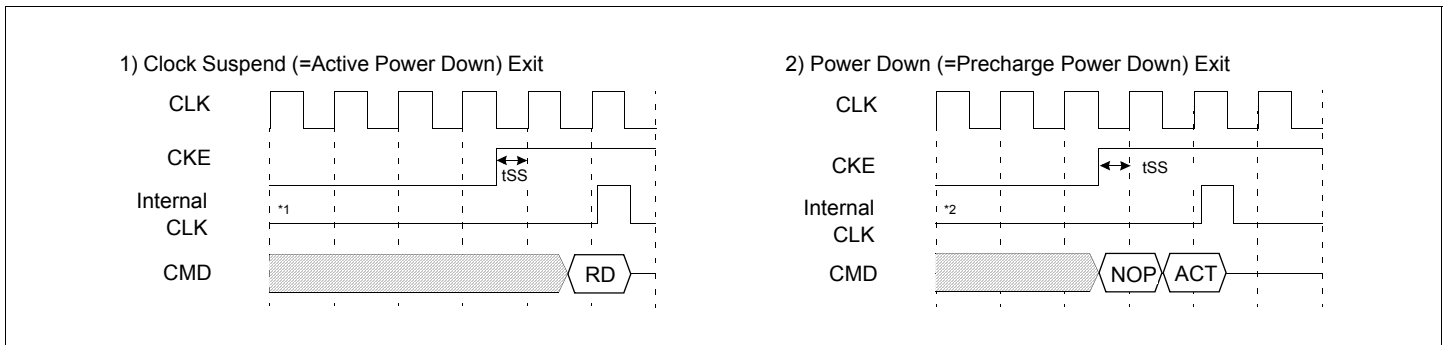 1) Clock Suspend (=Active Power Down) Exit
CLK
CKE
tSS
Internal
CLK
*1
CMD
RD
2) Power Down (=Precharge Power Down) Exit
CLK
CKE
tSS
Internal
CLK
*2
CMD
NOP
ACT